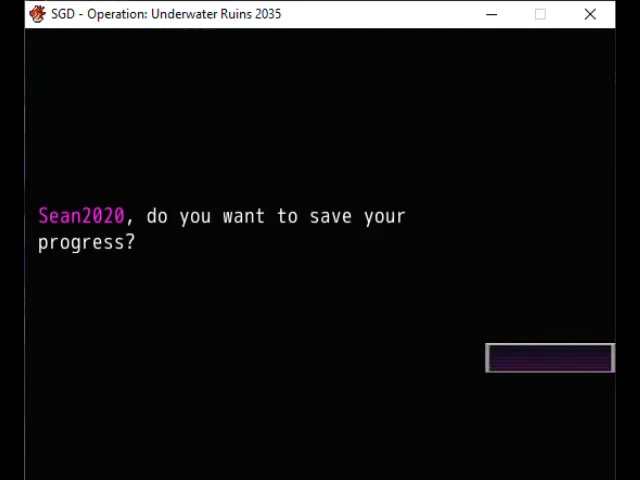 SGD - Operation: Underwater Ruins 2035
Sean2020, do you want to save your
progress?